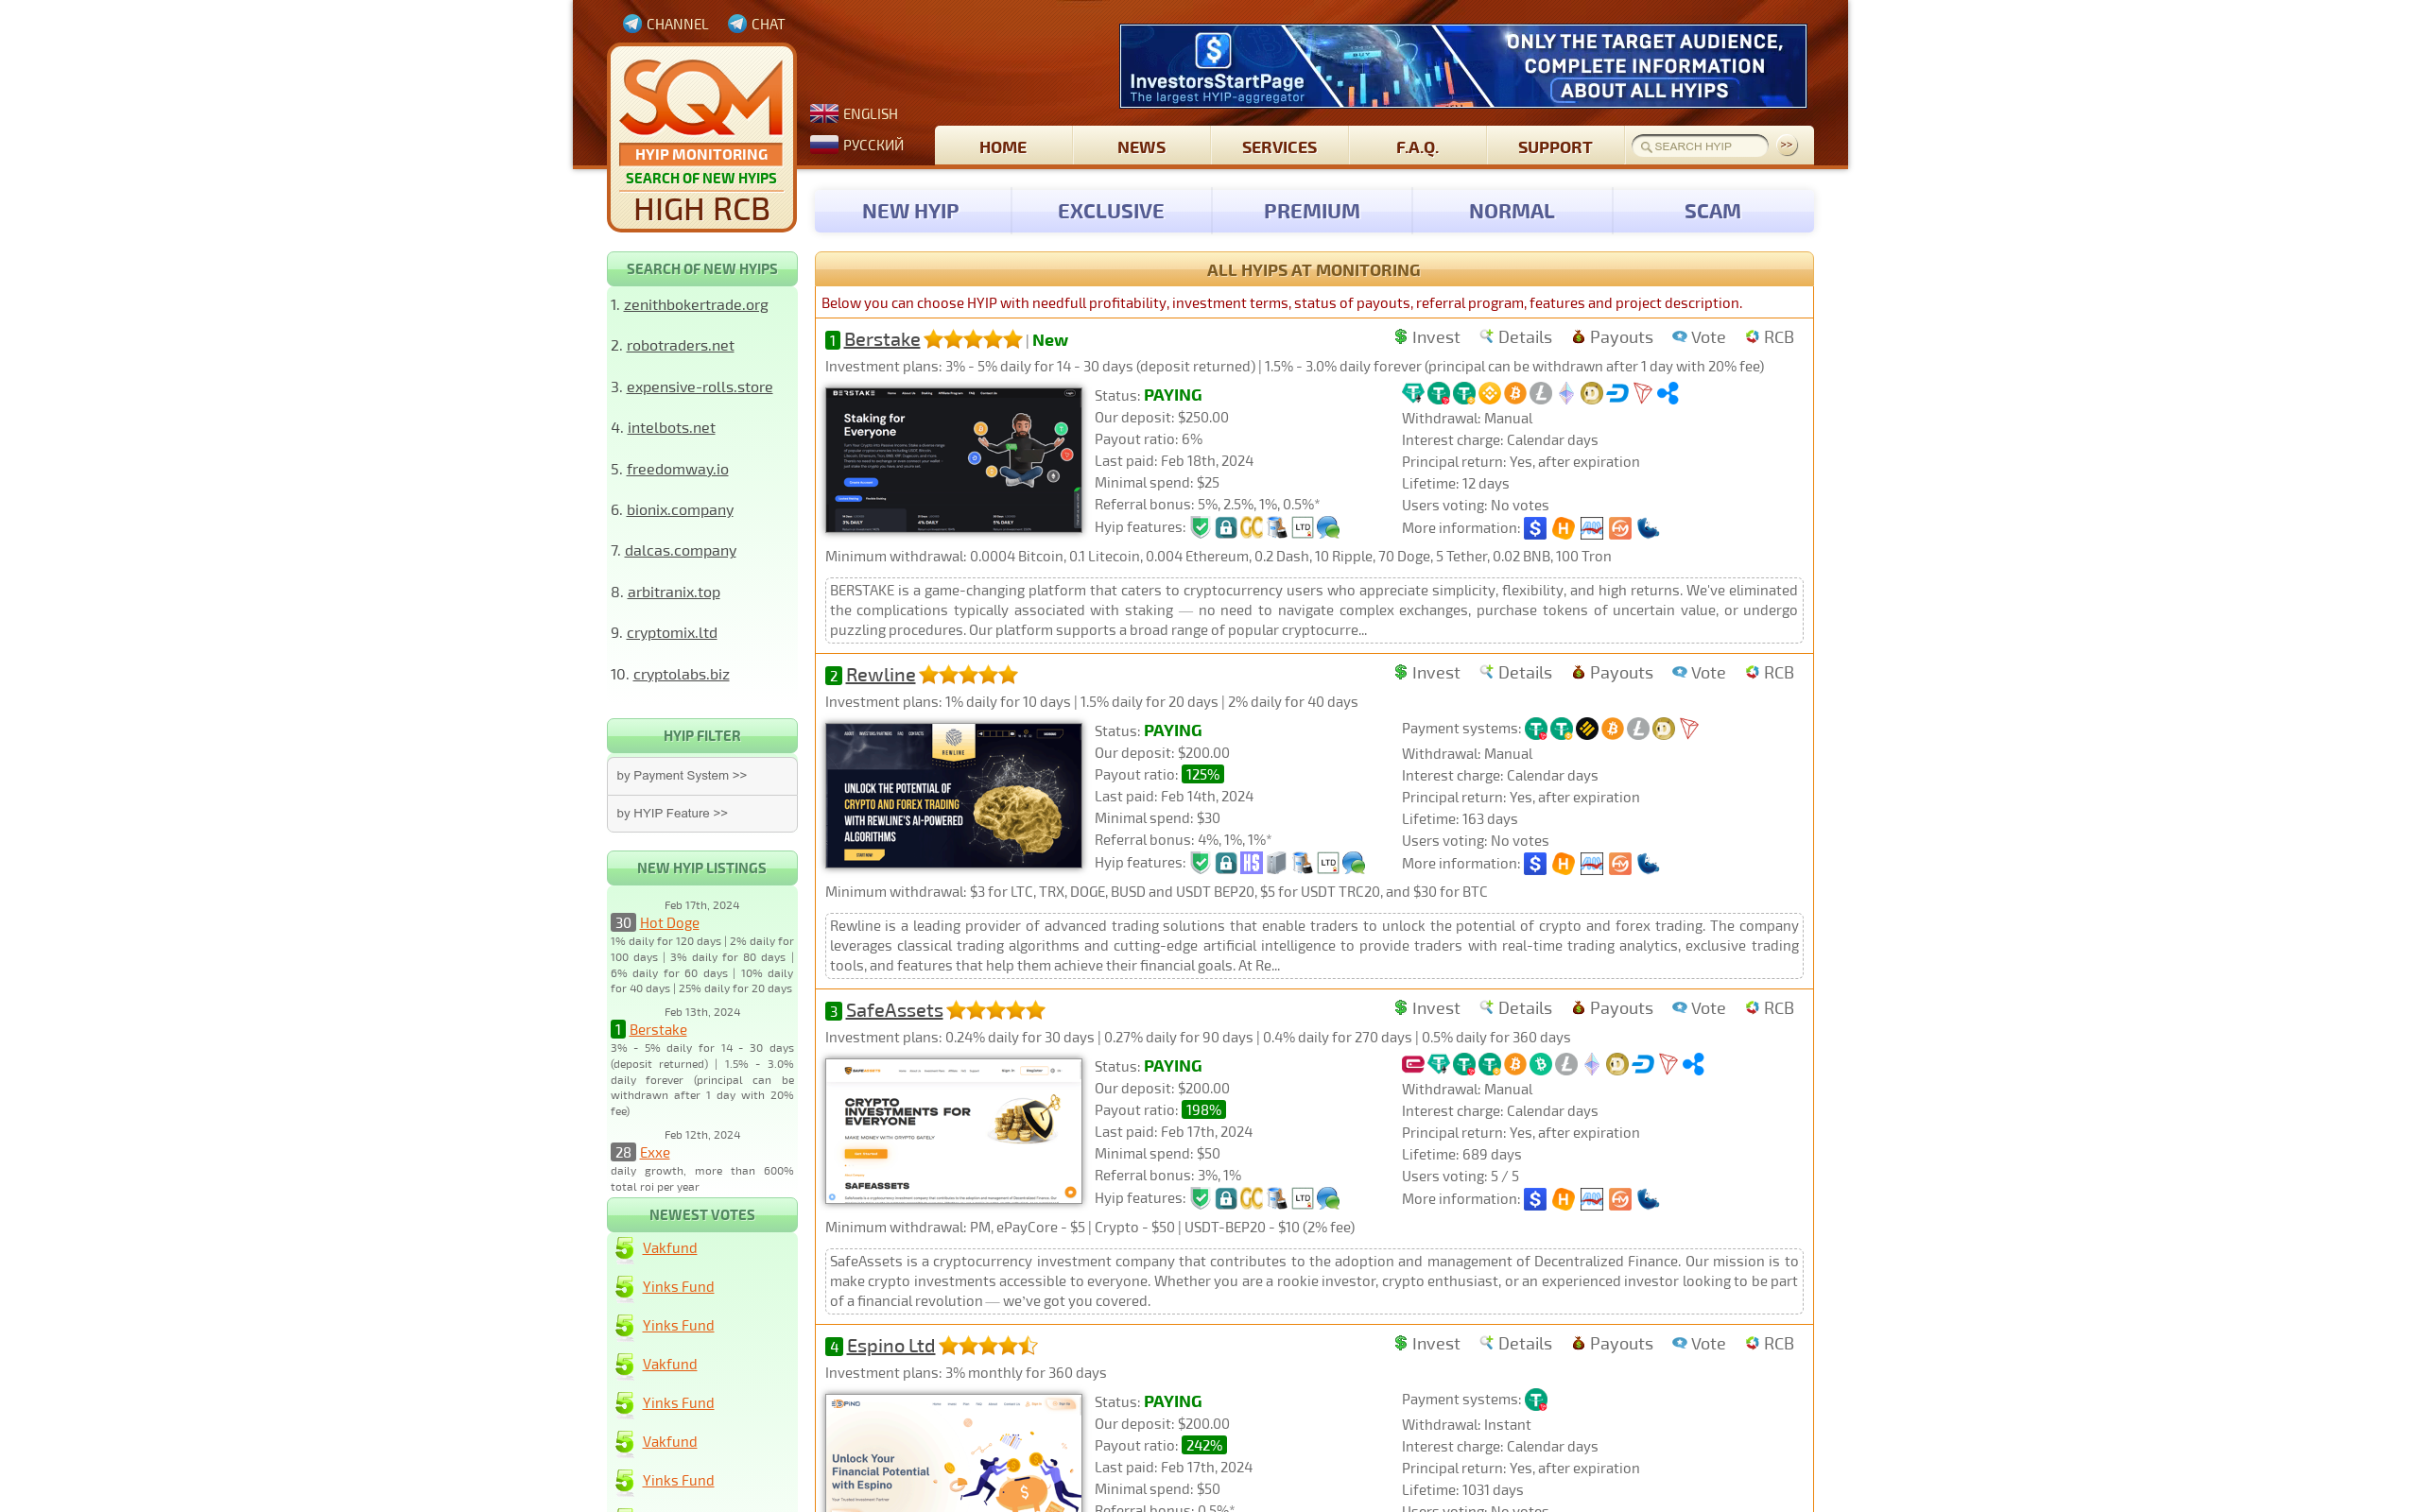 CHANNEL CHAT
SQM
HYIP MONITORING
SEARCH OF NEW HYIPS
HIGH RCB
ENGLISH
РУССКИЙ
InvestorsStartPage
The largest HYIP-aggregator
ONLY THE TARGET AUDIENCE,
COMPLETE INFORMATION
ABOUT ALL HYIPS
HOME NEWS SERVICES F.A.Q. SUPPORT SEARCH HYIP >>
NEW HYIP EXCLUSIVE PREMIUM NORMAL SCAM
SEARCH OF NEW HYIPS
1. zenithbokertrade.org
2. robotraders.net
3. expensive-rolls.store
4. intelbots.net
5. freedomway.io
6. bionix.company
7. dalcas.company
8. arbitranix.top
9. cryptomix.ltd
10. cryptolabs.biz
HYIP FILTER
by Payment System >>
by HYIP Feature >>
NEW HYIP LISTINGS
Feb 17th, 2024
30 Hot Doge
1% daily for 120 days | 2% daily for
100 days | 3% daily for 80 days |
6% daily for 60 days | 10% daily
for 40 days | 25% daily for 20 days
Feb 13th, 2024
1 Berstake
3% - 5% daily for 14 - 30 days
(deposit returned) | 1.5% - 3.0%
daily forever (principal can be
withdrawn after 1 day with 20%
fee)
Feb 12th, 2024
28 Exxe
daily growth, more than 600%
total roi per year
NEWEST VOTES
5 Vakfund
5 Yinks Fund
5 Yinks Fund
5 Vakfund
5 Yinks Fund
5 Vakfund
5 Yinks Fund
ALL HYIPS AT MONITORING
Below you can choose HYIP with needfull profitability, investment terms, status of payouts, referral program, features and project description.
1 Berstake | New Invest Details Payouts Vote RCB
Investment plans: 3% - 5% daily for 14 - 30 days (deposit returned) | 1.5% - 3.0% daily forever (principal can be withdrawn after 1 day with 20% fee)
BERSTAKE
Staking for
Everyone
Status: PAYING
Our deposit: $250.00
Payout ratio: 6%
Last paid: Feb 18th, 2024
Minimal spend: $25
Referral bonus: 5%, 2.5%, 1%, 0.5%*
Hyip features: GC LTD
Withdrawal: Manual
Interest charge: Calendar days
Principal return: Yes, after expiration
Lifetime: 12 days
Users voting: No votes
More information:
Minimum withdrawal: 0.0004 Bitcoin, 0.1 Litecoin, 0.004 Ethereum, 0.2 Dash, 10 Ripple, 70 Doge, 5 Tether, 0.02 BNB, 100 Tron
BERSTAKE is a game-changing platform that caters to cryptocurrency users who appreciate simplicity, flexibility, and high returns. We've eliminated
the complications typically associated with staking — no need to navigate complex exchanges, purchase tokens of uncertain value, or undergo
puzzling procedures. Our platform supports a broad range of popular cryptocurre...
2 Rewline Invest Details Payouts Vote RCB
Investment plans: 1% daily for 10 days | 1.5% daily for 20 days | 2% daily for 40 days
REWLINE
UNLOCK THE POTENTIAL OF
CRYPTO AND FOREX TRADING
WITH REWLINE'S AI-POWERED
ALGORITHMS
Status: PAYING
Our deposit: $200.00
Payout ratio: 125%
Last paid: Feb 14th, 2024
Minimal spend: $30
Referral bonus: 4%, 1%, 1%*
Hyip features: HS LTD
Payment systems:
Withdrawal: Manual
Interest charge: Calendar days
Principal return: Yes, after expiration
Lifetime: 163 days
Users voting: No votes
More information:
Minimum withdrawal: $3 for LTC, TRX, DOGE, BUSD and USDT BEP20, $5 for USDT TRC20, and $30 for BTC
Rewline is a leading provider of advanced trading solutions that enable traders to unlock the potential of crypto and forex trading. The company
leverages classical trading algorithms and cutting-edge artificial intelligence to provide traders with real-time trading analytics, exclusive trading
tools, and features that help them achieve their financial goals. At Re...
3 SafeAssets Invest Details Payouts Vote RCB
Investment plans: 0.24% daily for 30 days | 0.27% daily for 90 days | 0.4% daily for 270 days | 0.5% daily for 360 days
CRYPTO
INVESTMENTS FOR
EVERYONE
MAKE MONEY WITH CRYPTO SAFELY
SAFEASSETS
Status: PAYING
Our deposit: $200.00
Payout ratio: 198%
Last paid: Feb 17th, 2024
Minimal spend: $50
Referral bonus: 3%, 1%
Hyip features: GC LTD
Withdrawal: Manual
Interest charge: Calendar days
Principal return: Yes, after expiration
Lifetime: 689 days
Users voting: 5 / 5
More information:
Minimum withdrawal: PM, ePayCore - $5 | Crypto - $50 | USDT-BEP20 - $10 (2% fee)
SafeAssets is a cryptocurrency investment company that contributes to the adoption and management of Decentralized Finance. Our mission is to
make crypto investments accessible to everyone. Whether you are a rookie investor, crypto enthusiast, or an experienced investor looking to be part
of a financial revolution — we've got you covered.
4 Espino Ltd Invest Details Payouts Vote RCB
Investment plans: 3% monthly for 360 days
ESPINO
Unlock Your
Financial Potential
with Espino
Your Trusted Investment Partner
Status: PAYING
Our deposit: $200.00
Payout ratio: 242%
Last paid: Feb 17th, 2024
Minimal spend: $50
Referral bonus: 0.5%*
Payment systems:
Withdrawal: Instant
Interest charge: Calendar days
Principal return: Yes, after expiration
Lifetime: 1031 days
Users voting: No votes